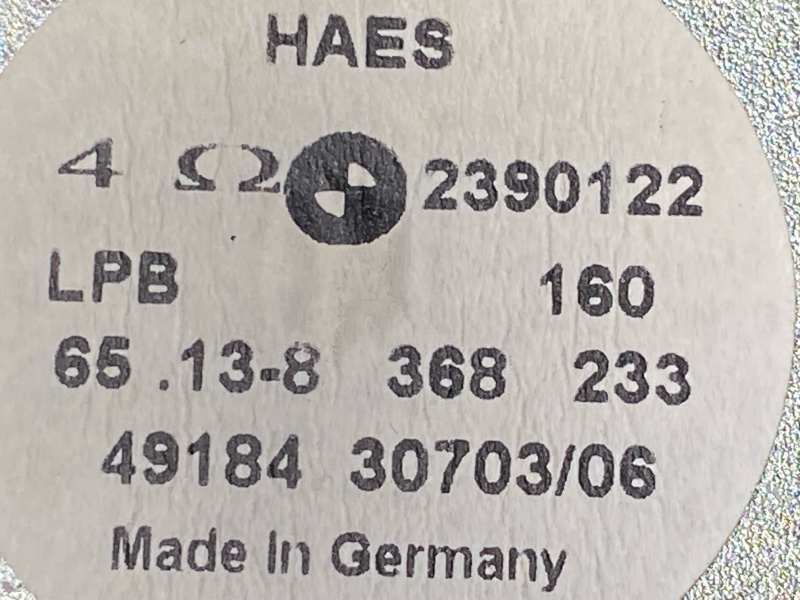 HAES
4 Ω 2390122
LPB 160
65 .13-8 368 233
49184 30703/06
Made In Germany